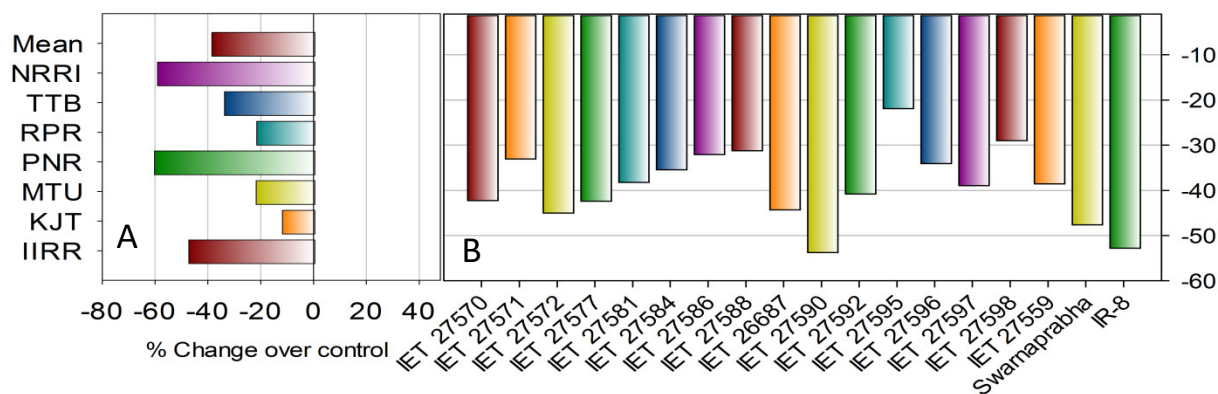 Mean
NRRI
TTB
RPR
PNR
MTU
KJT
IIRR
A
-80 -60 -40 -20 0 20 40
% Change over control
B
-10
-20
-30
-40
-50
-60
IET 27570
IET 27571
IET 27572
IET 27577
IET 27581
IET 27584
IET 27586
IET 27588
IET 26687
IET 27590
IET 27592
IET 27595
IET 27596
IET 27597
IET 27598
IET 27559
Swarnaprabha
IR-8